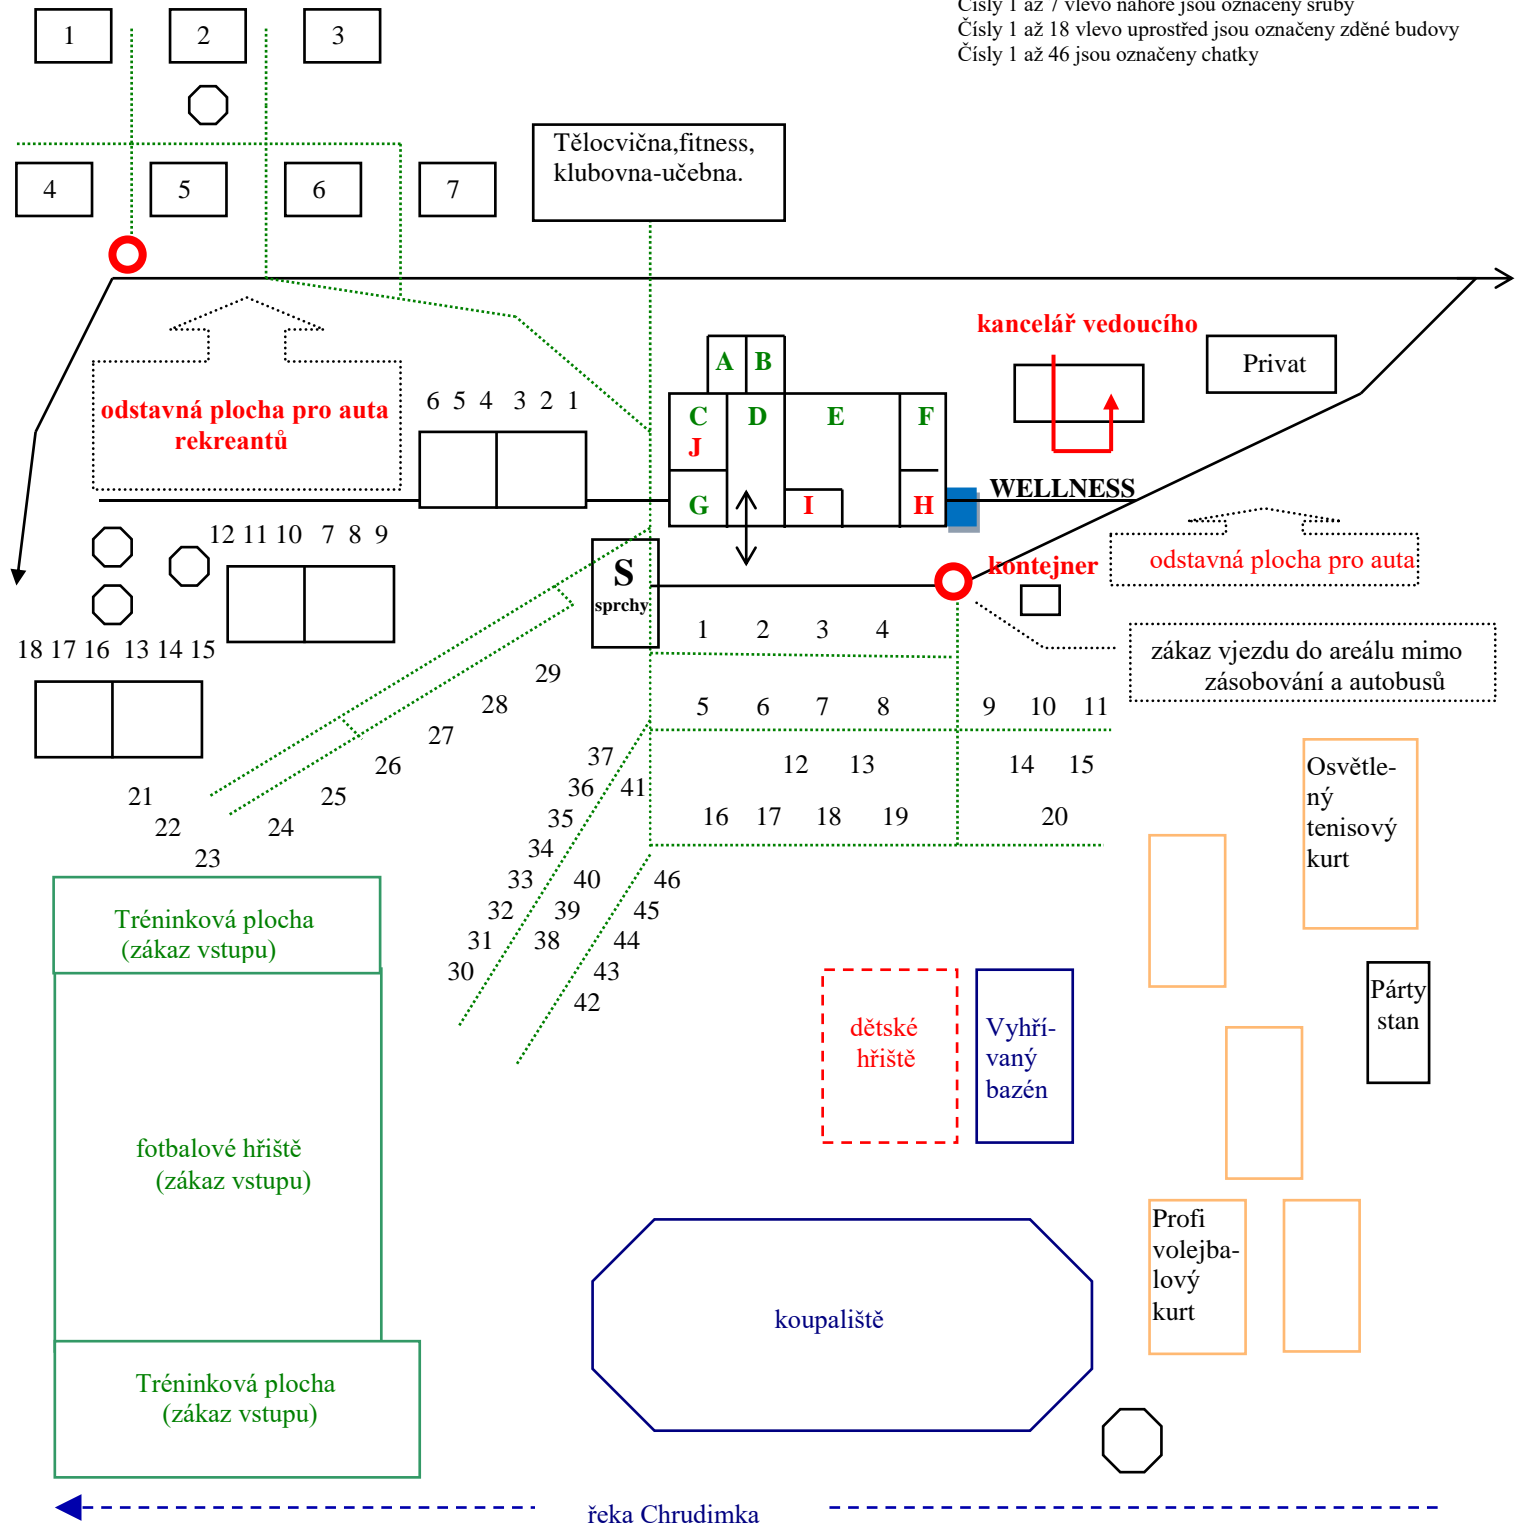 Čísly 1 až 7 vlevo nahoře jsou označeny sruby
Čísly 1 až 18 vlevo uprostřed jsou označeny zděné budovy
Čísly 1 až 46 jsou označeny chatky
1 2 3
4 5 6 7
Tělocvična,fitness,
klubovna-učebna.
kancelář vedoucího
Privat
odstavná plocha pro auta
rekreantů
6 5 4 3 2 1
A B
C D E F
J
G I H
WELLNESS
12 11 10 7 8 9
18 17 16 13 14 15
S
sprchy
kontejner
odstavná plocha pro auta
zákaz vjezdu do areálu mimo
zásobování a autobusů
1 2 3 4
5 6 7 8 9 10 11
12 13 14 15
16 17 18 19 20
29
28
27
26
25
24
21
22
23
37
36
35
34
33
32
31
30
41
40
39
38
46
45
44
43
42
Osvětle-
ný
tenisový
kurt
Párty
stan
Tréninková plocha
(zákaz vstupu)
fotbalové hřiště
(zákaz vstupu)
Tréninková plocha
(zákaz vstupu)
dětské
hřiště
Vyhří-
vaný
bazén
Profi
volejba-
lový
kurt
koupaliště
řeka Chrudimka